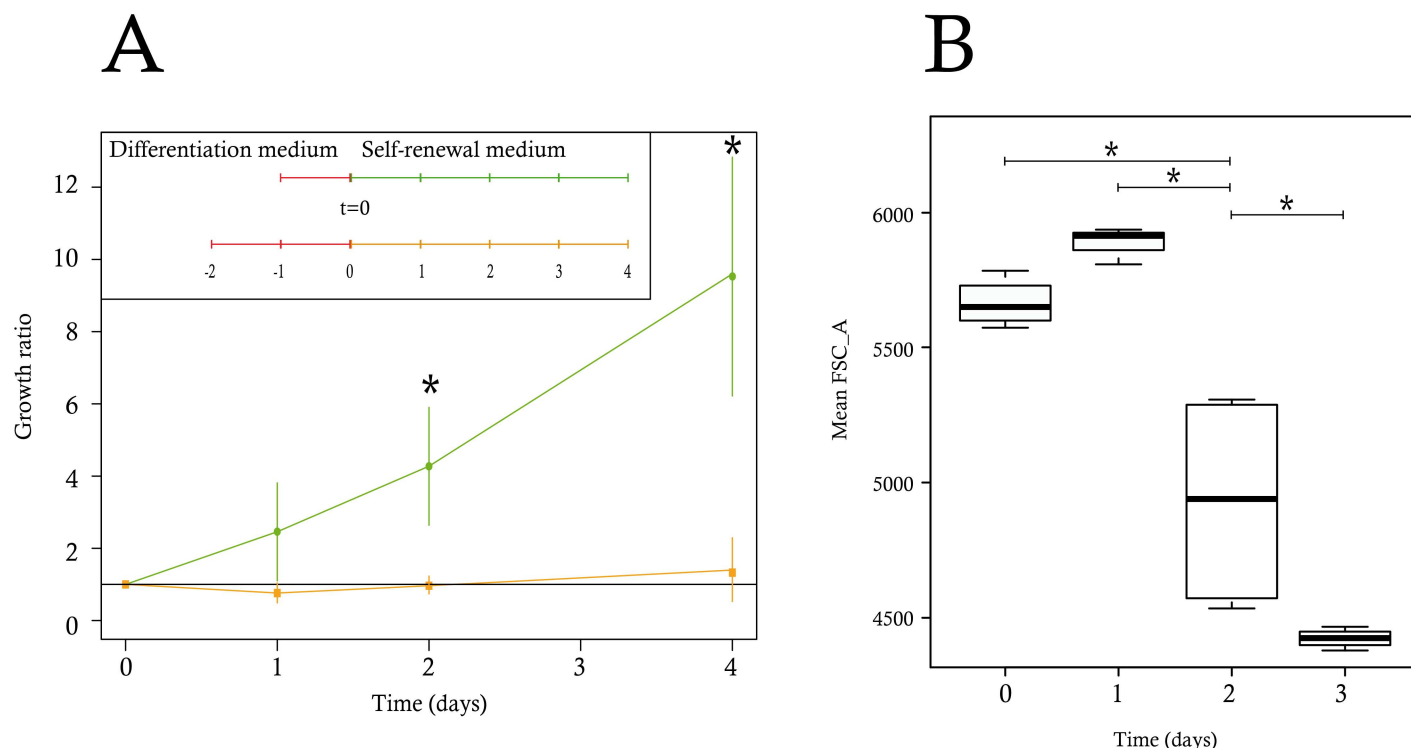 A
B
Differentiation medium Self-renewal medium
t=0
-2 -1 0 1 2 3 4
*
*
12
10
8
6
4
2
0
Growth ratio
0 1 2 3 4
Time (days)
*
*
*
6000
5500
5000
4500
Mean FSC_A
0 1 2 3
Time (days)